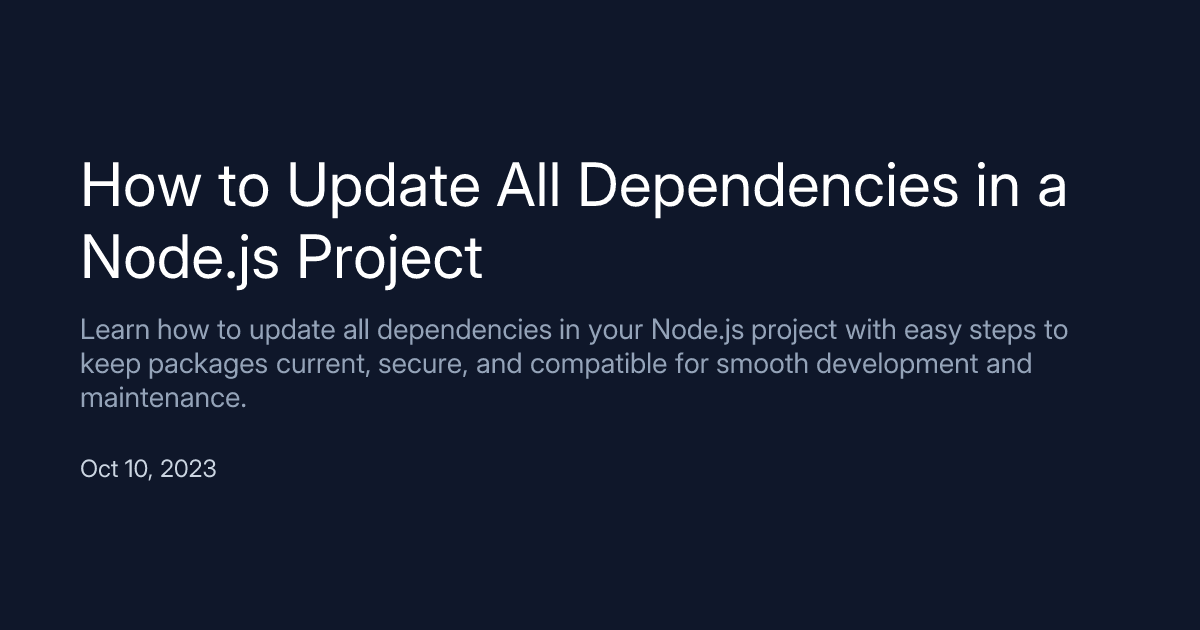 How to Update All Dependencies in a
Node.js Project
Learn how to update all dependencies in your Node.js project with easy steps to
keep packages current, secure, and compatible for smooth development and
maintenance.
Oct 10, 2023